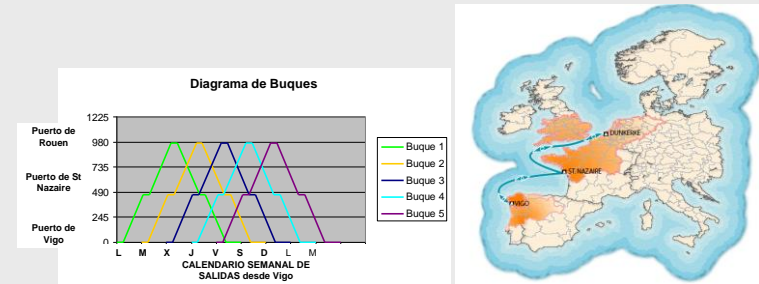 Diagrama de Buques
Puerto de
Rouen
Puerto de St
Nazaire
Puerto de
Vigo
1225
980
735
490
245
0
L M X J V S D L M
CALENDARIO SEMANAL DE
SALIDAS desde Vigo
Buque 1
Buque 2
Buque 3
Buque 4
Buque 5
DUNKERKE
ST.NAZAIRE
VIGO